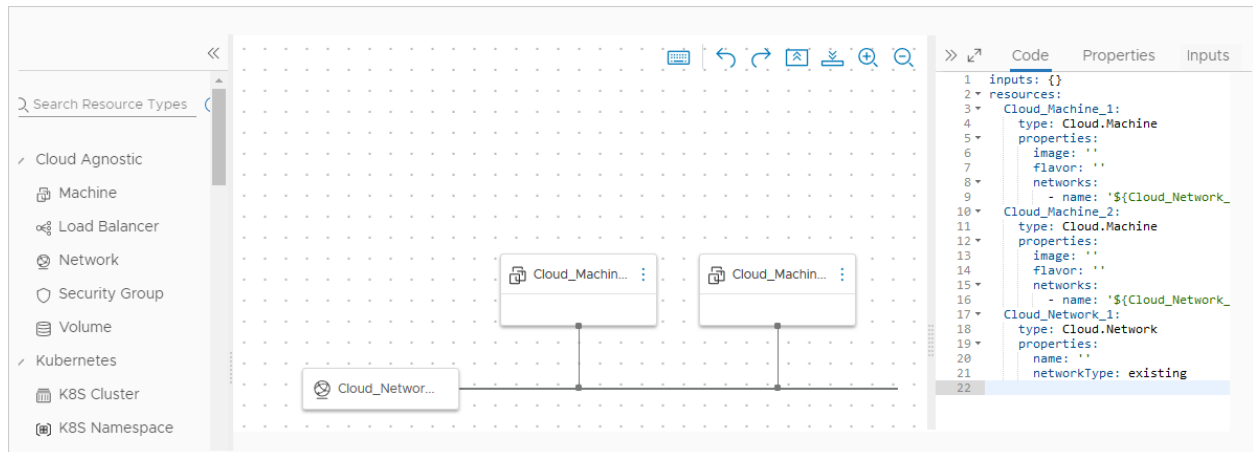 Search Resource Types
Cloud Agnostic
Machine
Load Balancer
Network
Security Group
Volume
Kubernetes
K8S Cluster
K8S Namespace
Cloud_Machin...
Cloud_Machin...
Cloud_Networ...
Code Properties Inputs
1 inputs: {}
2 resources:
3 Cloud_Machine_1:
4 type: Cloud.Machine
5 properties:
6 image: ''
7 flavor: ''
8 networks:
9 - name: '${Cloud_Network_
10 Cloud_Machine_2:
11 type: Cloud.Machine
12 properties:
13 image: ''
14 flavor: ''
15 networks:
16 - name: '${Cloud_Network_
17 Cloud_Network_1:
18 type: Cloud.Network
19 properties:
20 name: ''
21 networkType: existing
22